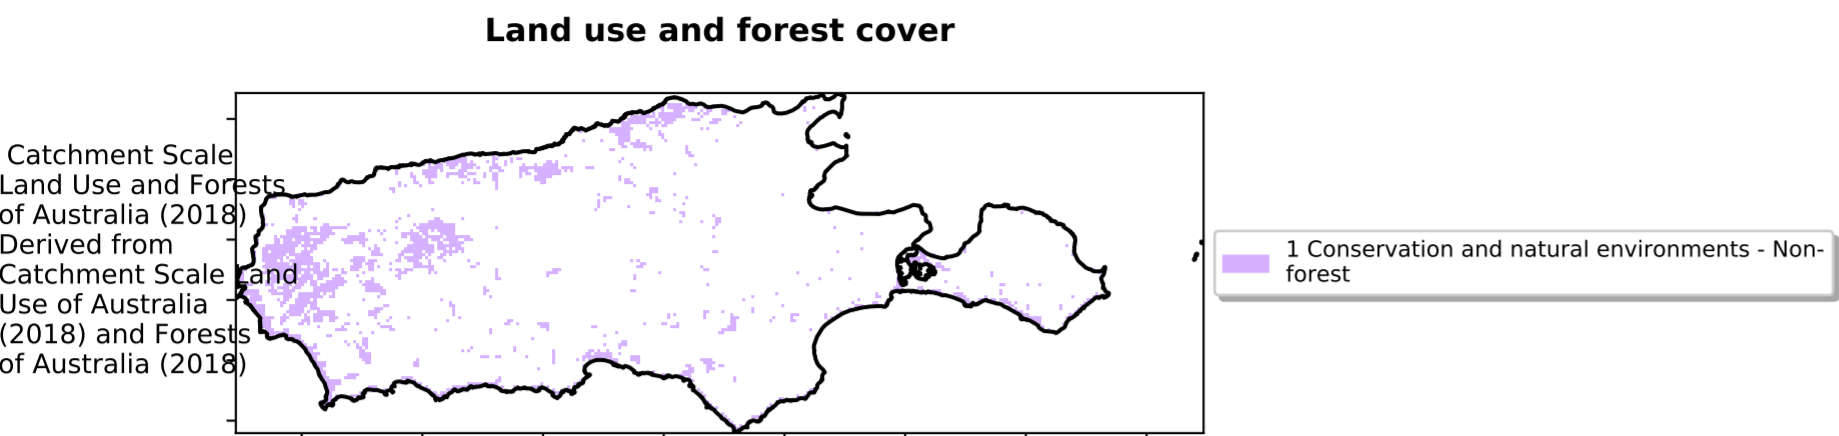 Land use and forest cover
Catchment Scale
Land Use and Forests
of Australia (2018)
Derived from
Catchment Scale Land
Use of Australia
(2018) and Forests
of Australia (2018)
1 Conservation and natural environments - Non-
forest